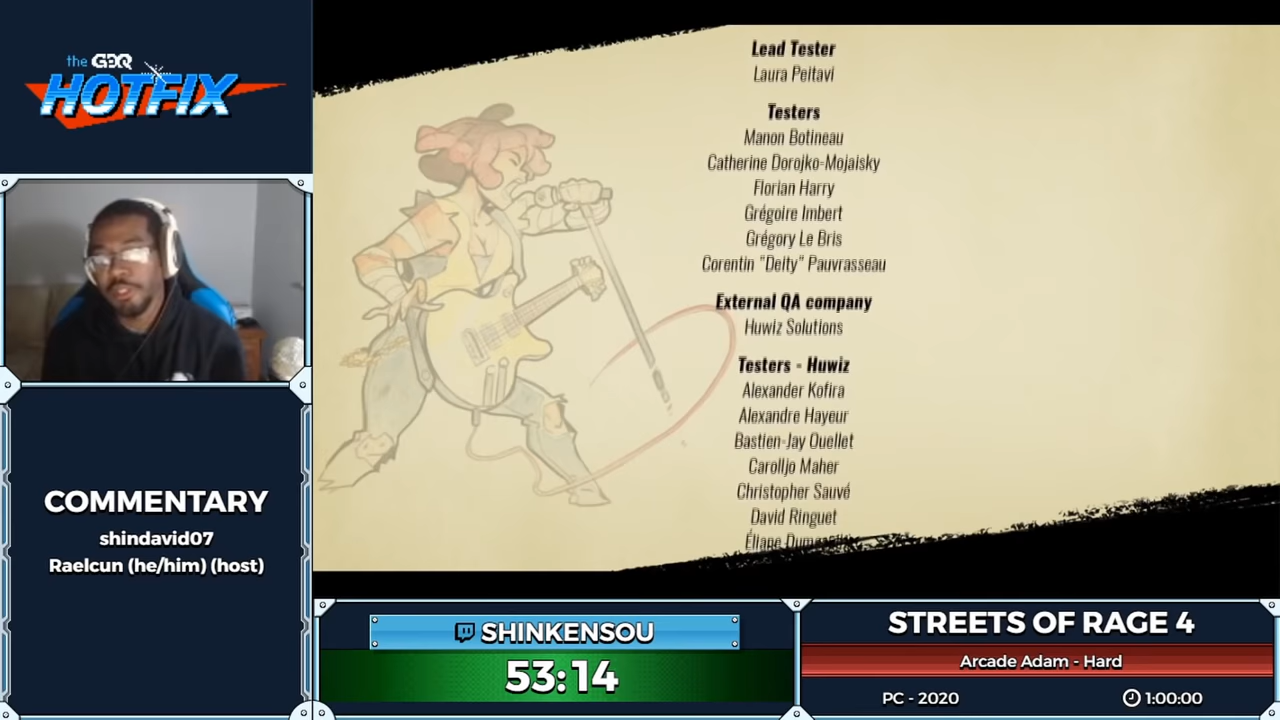 the GDQ
HOTFIX
COMMENTARY
shindavid07
Raelcun (he/him) (host)
Lead Tester
Laura Peitavi
Testers
Manon Botineau
Catherine Dorojko-Mojaisky
Florian Harry
Grégoire Imbert
Grégory Le Bris
Corentin "Deity" Pauvrasseau
External QA company
Huwiz Solutions
Testers - Huwiz
Alexander Kofira
Alexandre Hayeur
Bastien-Jay Ouellet
Carolljo Maher
Christopher Sauvé
David Ringuet
Éliane
SHINKENSOU
53:14
STREETS OF RAGE 4
Arcade Adam - Hard
PC - 2020
1:00:00